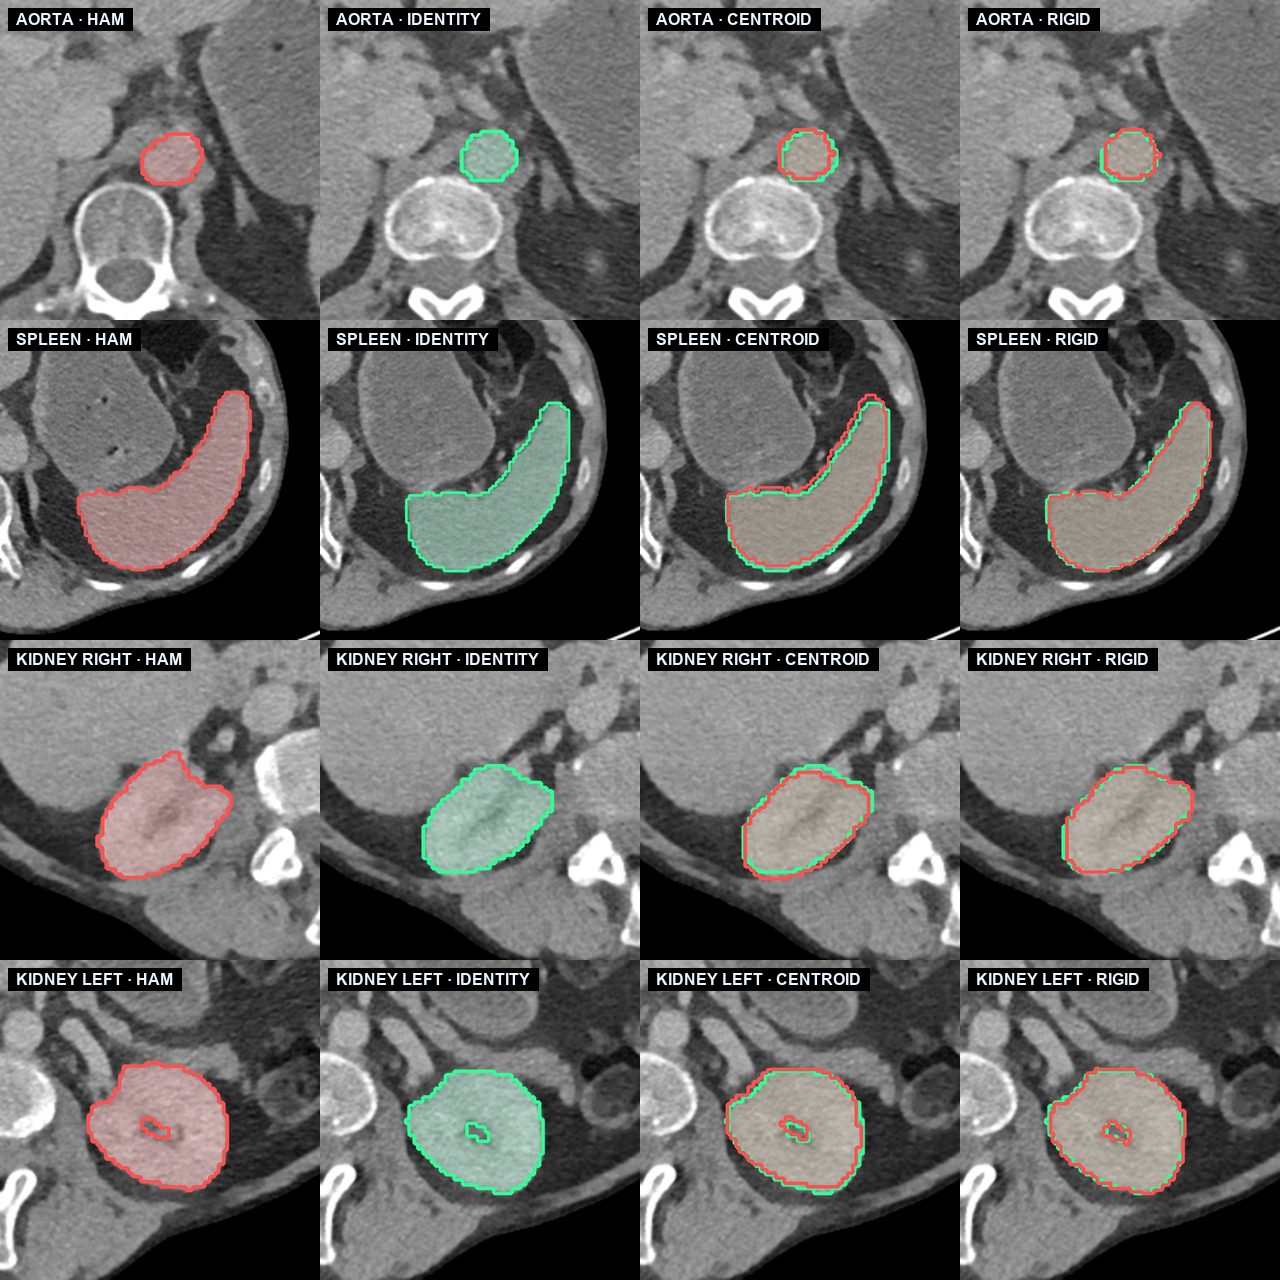 AORTA · HAM
AORTA · IDENTITY
AORTA · CENTROID
AORTA · RIGID
SPLEEN · HAM
SPLEEN · IDENTITY
SPLEEN · CENTROID
SPLEEN · RIGID
KIDNEY RIGHT · HAM
KIDNEY RIGHT · IDENTITY
KIDNEY RIGHT · CENTROID
KIDNEY RIGHT · RIGID
KIDNEY LEFT · HAM
KIDNEY LEFT · IDENTITY
KIDNEY LEFT · CENTROID
KIDNEY LEFT · RIGID